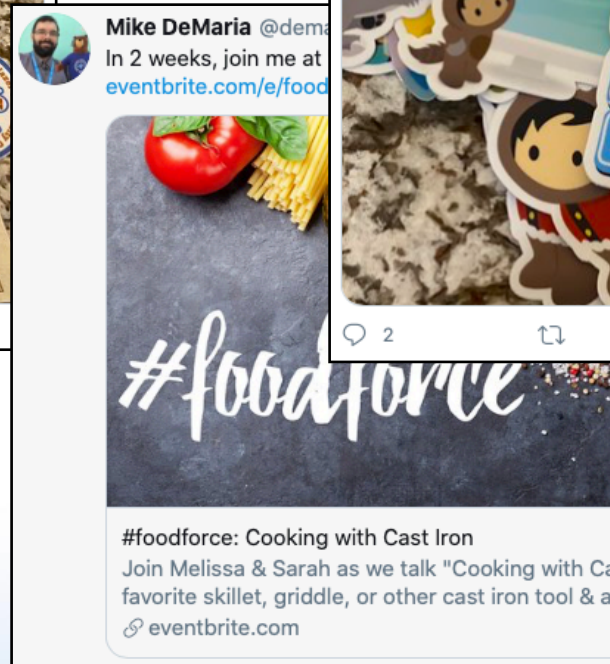 Mike DeMaria @dema
In 2 weeks, join me at
eventbrite.com/e/food
2
#foodforce
#foodforce: Cooking with Cast Iron
Join Melissa & Sarah as we talk "Cooking with Ca
favorite skillet, griddle, or other cast iron tool & a
eventbrite.com